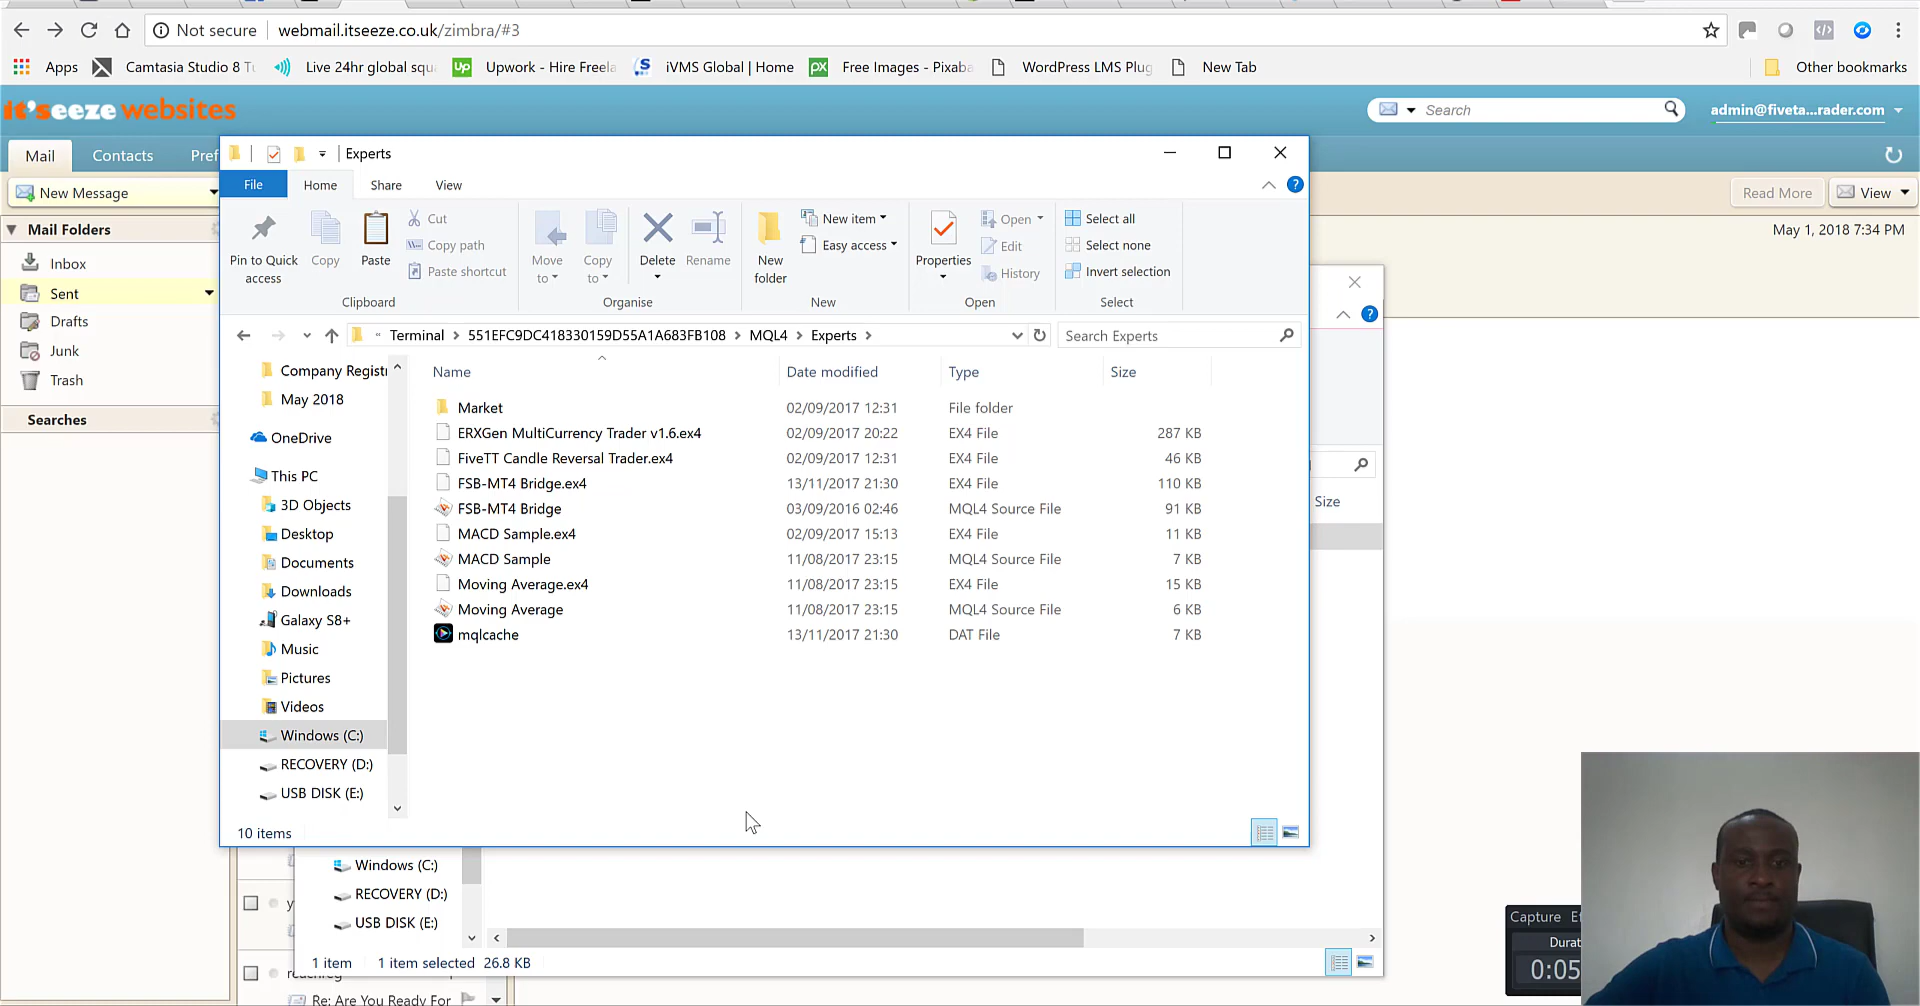 Not secure webmail.itseeze.co.uk/zimbra/#3
Apps Camtasia Studio 8 Tu Live 24hr global squa Up Upwork - Hire Freela S iVMS Global | Home PX Free Images - Pixaba WordPress LMS Plug New Tab Other bookmarks
it'seeze websites Search admin@fiveta...rader.com
Mail Contacts Pref
New Message Read More View
Mail Folders May 1, 2018 7:34 PM
Inbox
Sent
Drafts
Junk
Trash
Searches
Experts
File Home Share View
Pin to Quick access
Copy
Paste
Cut
Copy path
Paste shortcut
Clipboard
Move to
Copy to
Delete
Rename
Organise
New folder
New item
Easy access
New
Properties
Open
Edit
History
Open
Select all
Select none
Invert selection
Select
« Terminal > 551EFC9DC418330159D55A1A683FB108 > MQL4 > Experts > Search Experts
Company Registr
May 2018
OneDrive
This PC
3D Objects
Desktop
Documents
Downloads
Galaxy S8+
Music
Pictures
Videos
Windows (C:)
RECOVERY (D:)
USB DISK (E:)
Name Date modified Type Size
Market 02/09/2017 12:31 File folder
ERXGen MultiCurrency Trader v1.6.ex4 02/09/2017 20:22 EX4 File 287 KB
FiveTT Candle Reversal Trader.ex4 02/09/2017 12:31 EX4 File 46 KB
FSB-MT4 Bridge.ex4 13/11/2017 21:30 EX4 File 110 KB
FSB-MT4 Bridge 03/09/2016 02:46 MQL4 Source File 91 KB
MACD Sample.ex4 02/09/2017 15:13 EX4 File 11 KB
MACD Sample 11/08/2017 23:15 MQL4 Source File 7 KB
Moving Average.ex4 11/08/2017 23:15 EX4 File 15 KB
Moving Average 11/08/2017 23:15 MQL4 Source File 6 KB
mqlcache 13/11/2017 21:30 DAT File 7 KB
10 items
Size
Windows (C:)
RECOVERY (D:)
USB DISK (E:)
1 item 1 item selected 26.8 KB
Re: Are You Ready For
Capture
Durat
0:05